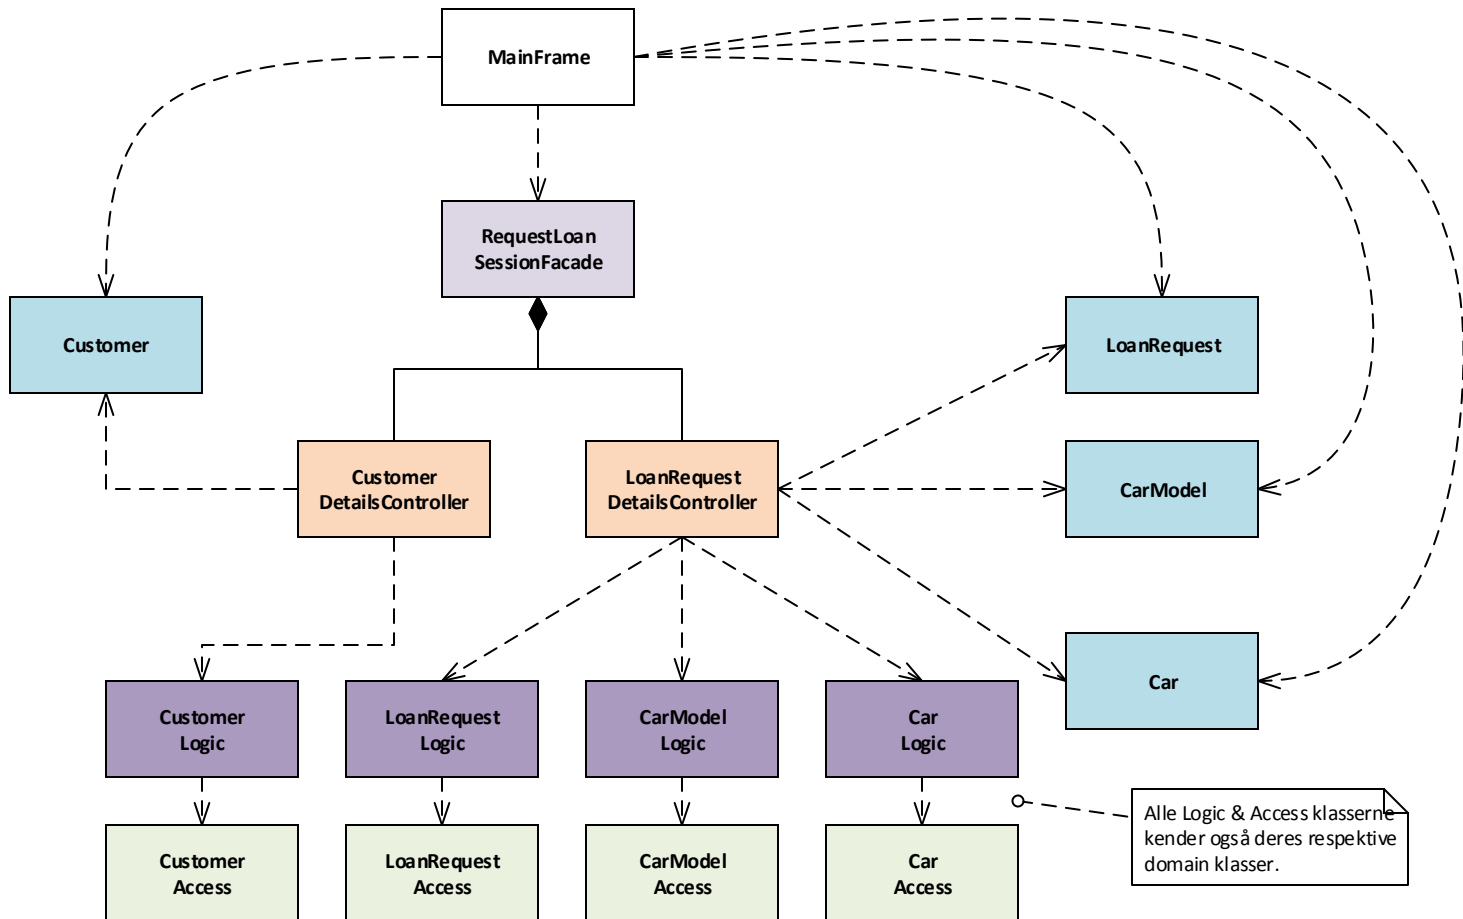 MainFrame
RequestLoan
SessionFacade
Customer
LoanRequest
Customer
DetailsController
LoanRequest
DetailsController
CarModel
Car
Customer
Logic
LoanRequest
Logic
CarModel
Logic
Car
Logic
Alle Logic & Access klasserne
kender også deres respektive
domain klasser.
Customer
Access
LoanRequest
Access
CarModel
Access
Car
Access